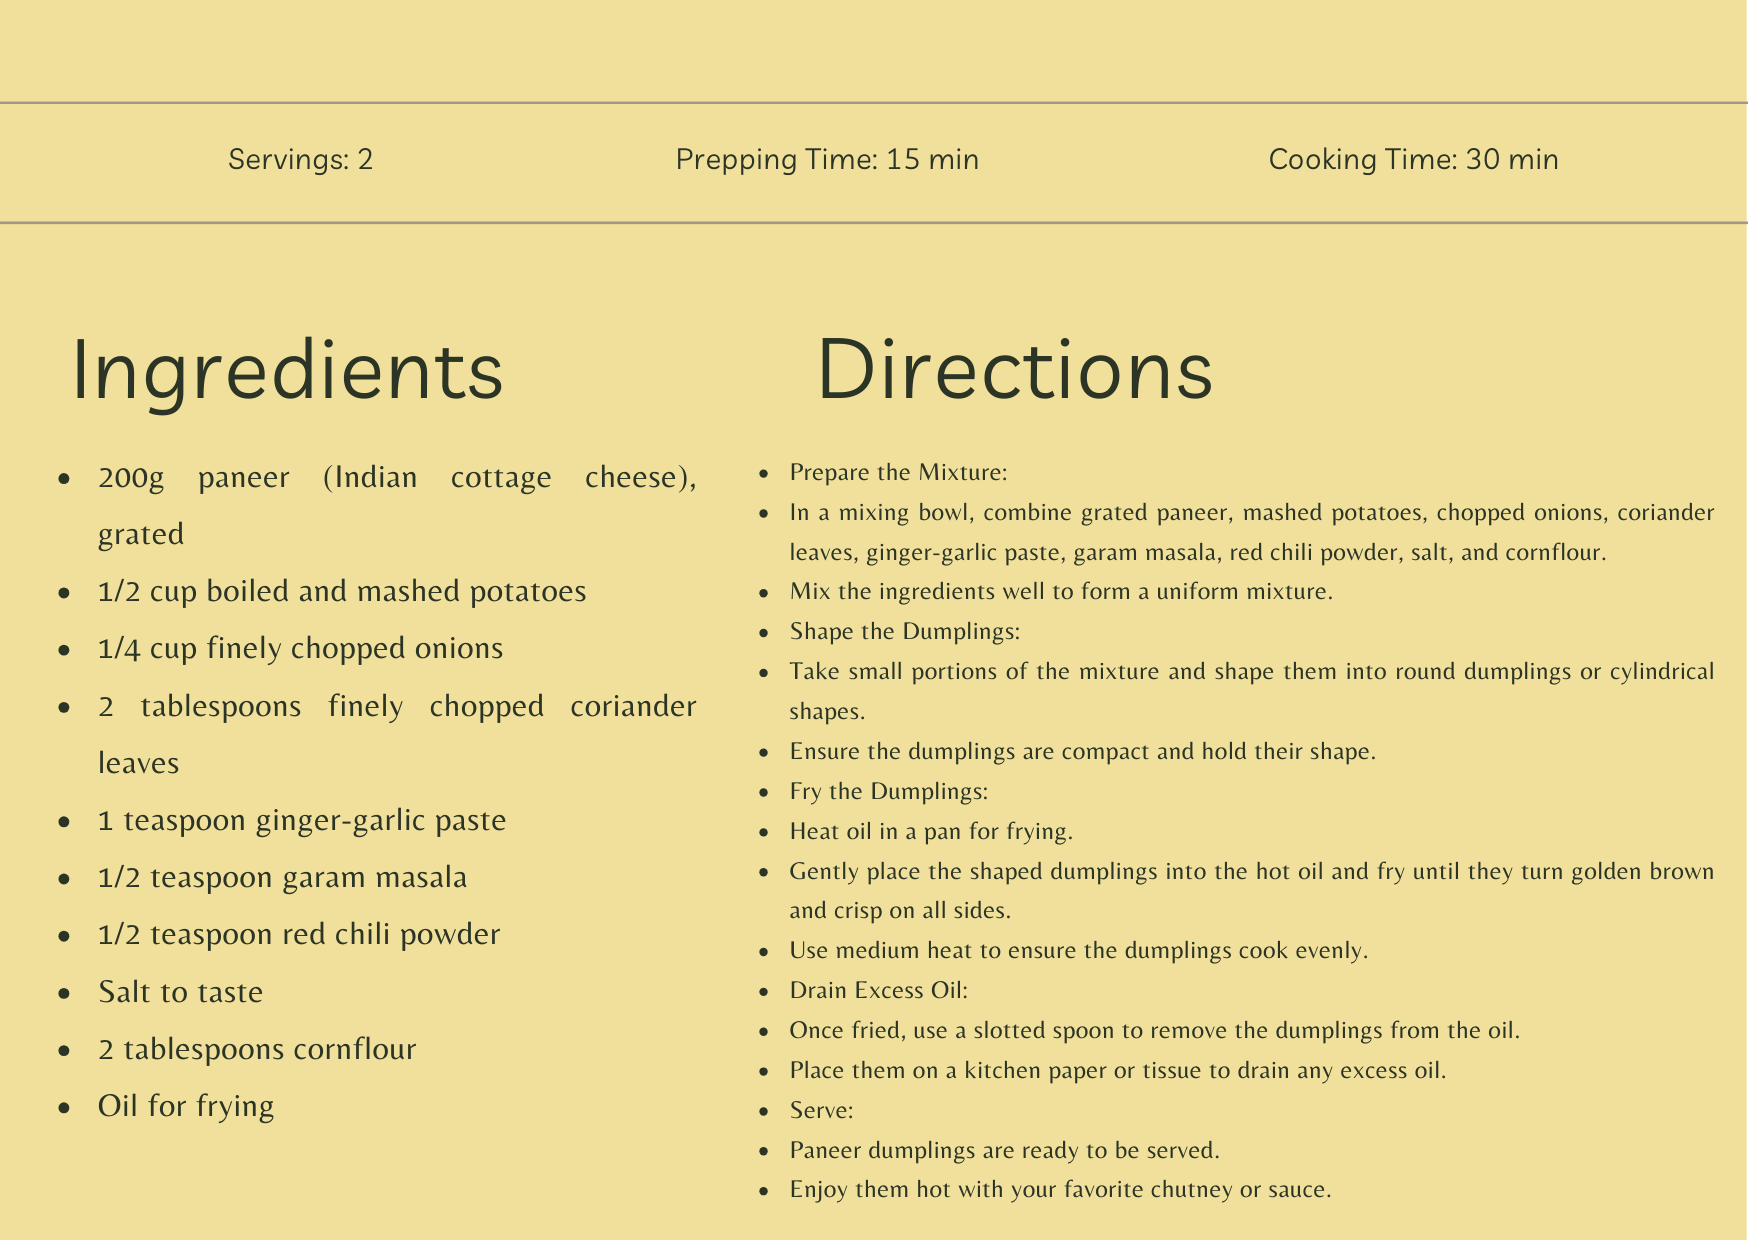 Servings: 2
Prepping Time: 15 min
Cooking Time: 30 min
Ingredients
• 200g paneer (Indian cottage cheese),
grated
• 1/2 cup boiled and mashed potatoes
• 1/4 cup finely chopped onions
• 2 tablespoons finely chopped coriander
leaves
• 1 teaspoon ginger-garlic paste
• 1/2 teaspoon garam masala
• 1/2 teaspoon red chili powder
• Salt to taste
• 2 tablespoons cornflour
• Oil for frying
Directions
• Prepare the Mixture:
• In a mixing bowl, combine grated paneer, mashed potatoes, chopped onions, coriander
leaves, ginger-garlic paste, garam masala, red chili powder, salt, and cornflour.
• Mix the ingredients well to form a uniform mixture.
• Shape the Dumplings:
• Take small portions of the mixture and shape them into round dumplings or cylindrical
shapes.
• Ensure the dumplings are compact and hold their shape.
• Fry the Dumplings:
• Heat oil in a pan for frying.
• Gently place the shaped dumplings into the hot oil and fry until they turn golden brown
and crisp on all sides.
• Use medium heat to ensure the dumplings cook evenly.
• Drain Excess Oil:
• Once fried, use a slotted spoon to remove the dumplings from the oil.
• Place them on a kitchen paper or tissue to drain any excess oil.
• Serve:
• Paneer dumplings are ready to be served.
• Enjoy them hot with your favorite chutney or sauce.